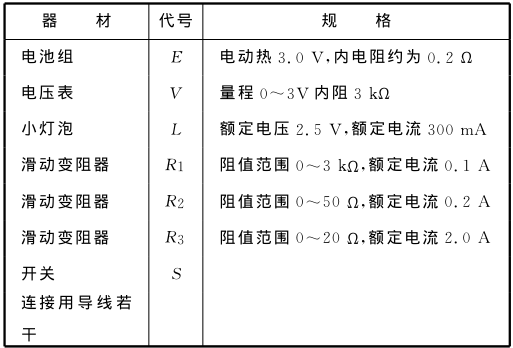 器 材 代号 规 格
电池组 E 电动热 3.0 V,内电阻约为 0.2 Ω
电压表 V 量程 0～3V 内阻 3 kΩ
小灯泡 L 额定电压 2.5 V,额定电流 300 mA
滑动变阻器 R1 阻值范围 0～3 kΩ,额定电流 0.1 A
滑动变阻器 R2 阻值范围 0～50 Ω,额定电流 0.2 A
滑动变阻器 R3 阻值范围 0～20 Ω,额定电流 2.0 A
开关 S
连接用导线若
干